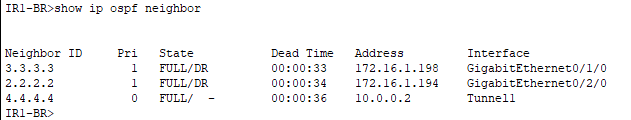 IR1-BR>show ip ospf neighbor
Neighbor ID     Pri   State           Dead Time   Address         Interface
3.3.3.3           1   FULL/DR         00:00:33    172.16.1.198    GigabitEthernet0/1/0
2.2.2.2           1   FULL/DR         00:00:34    172.16.1.194    GigabitEthernet0/2/0
4.4.4.4           0   FULL/  -        00:00:36    10.0.0.2        Tunnel1
IR1-BR>